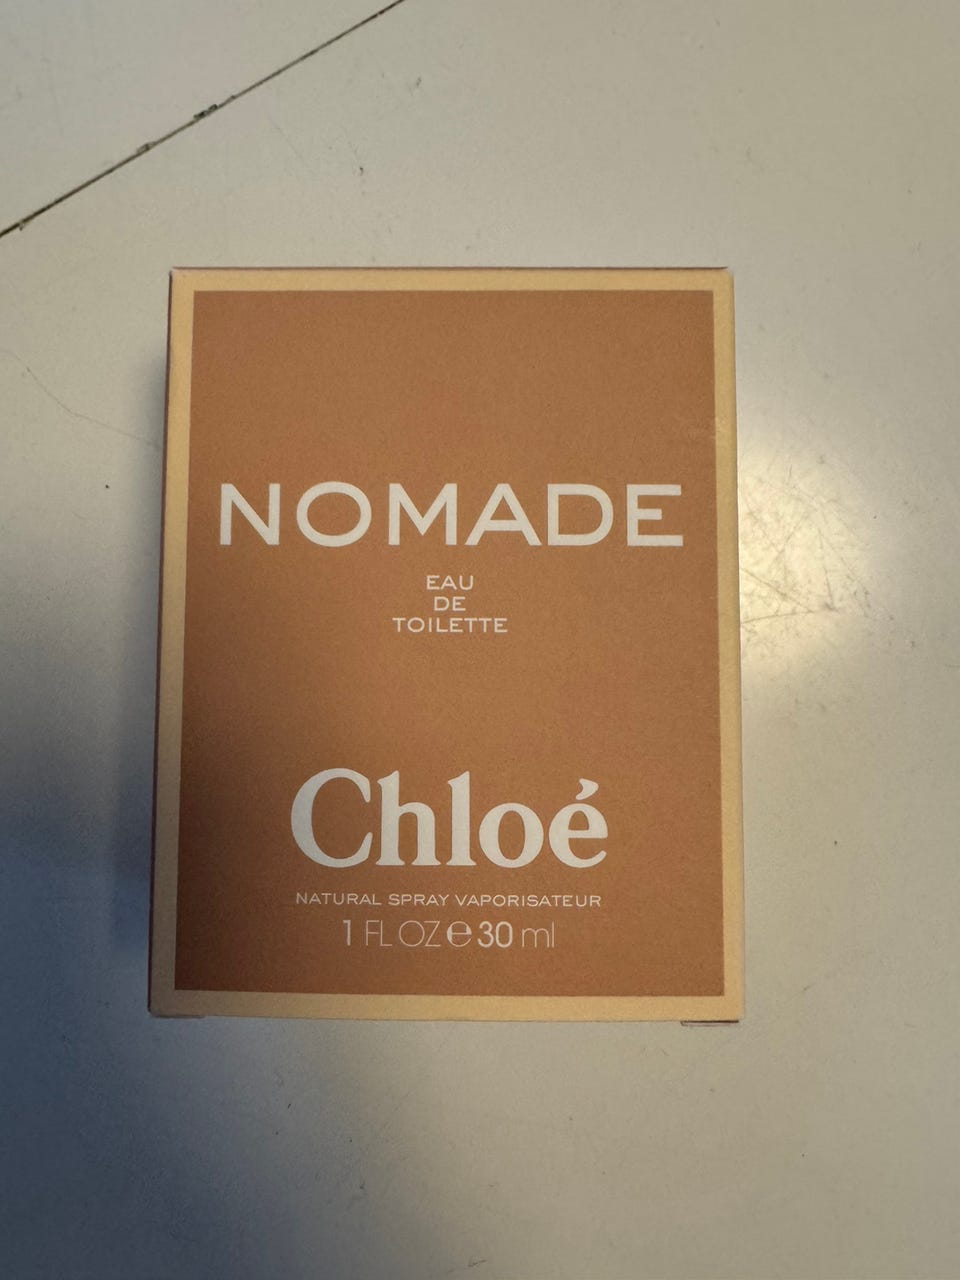 NOMADE
EAU
DE
TOILETTE
Chloé
NATURAL SPRAY VAPORISATEUR
1 FL OZ ℮ 30 ml